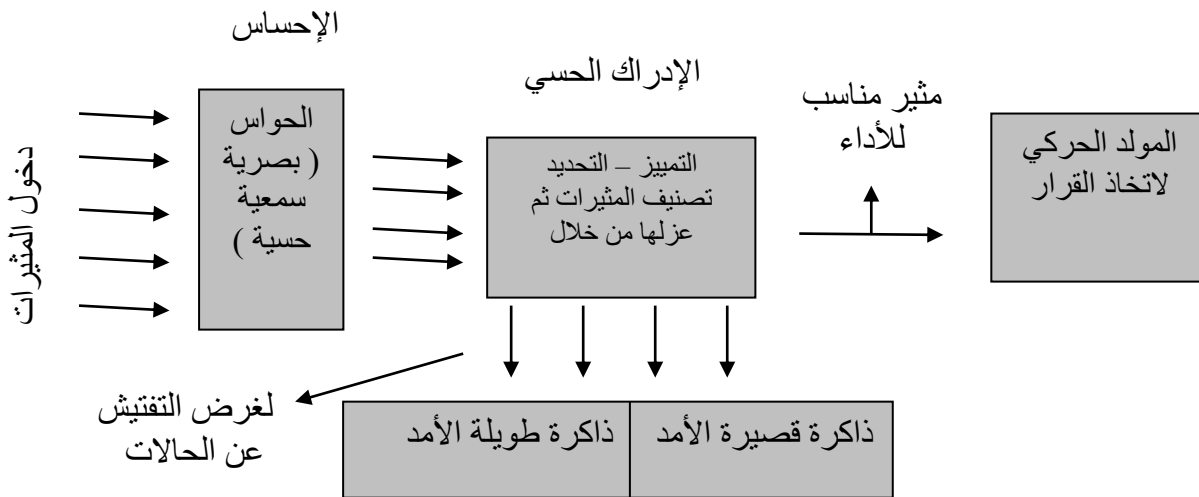 الإحساس
الإدراك الحسي
دخول المثيرات
الحواس
( بصرية
سمعية
حسية )
التمييز – التحديد
تصنيف المثيرات ثم
عزلها من خلال
مثير مناسب
للأداء
المولد الحركي
لاتخاذ القرار
لغرض التفتيش
عن الحالات
ذاكرة قصيرة الأمد
ذاكرة طويلة الأمد